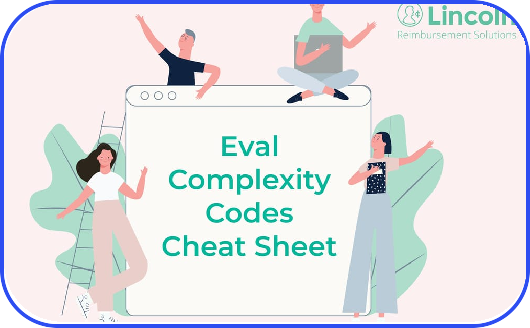 Lincoln
Reimbursement Solutions
Eval
Complexity
Codes
Cheat Sheet